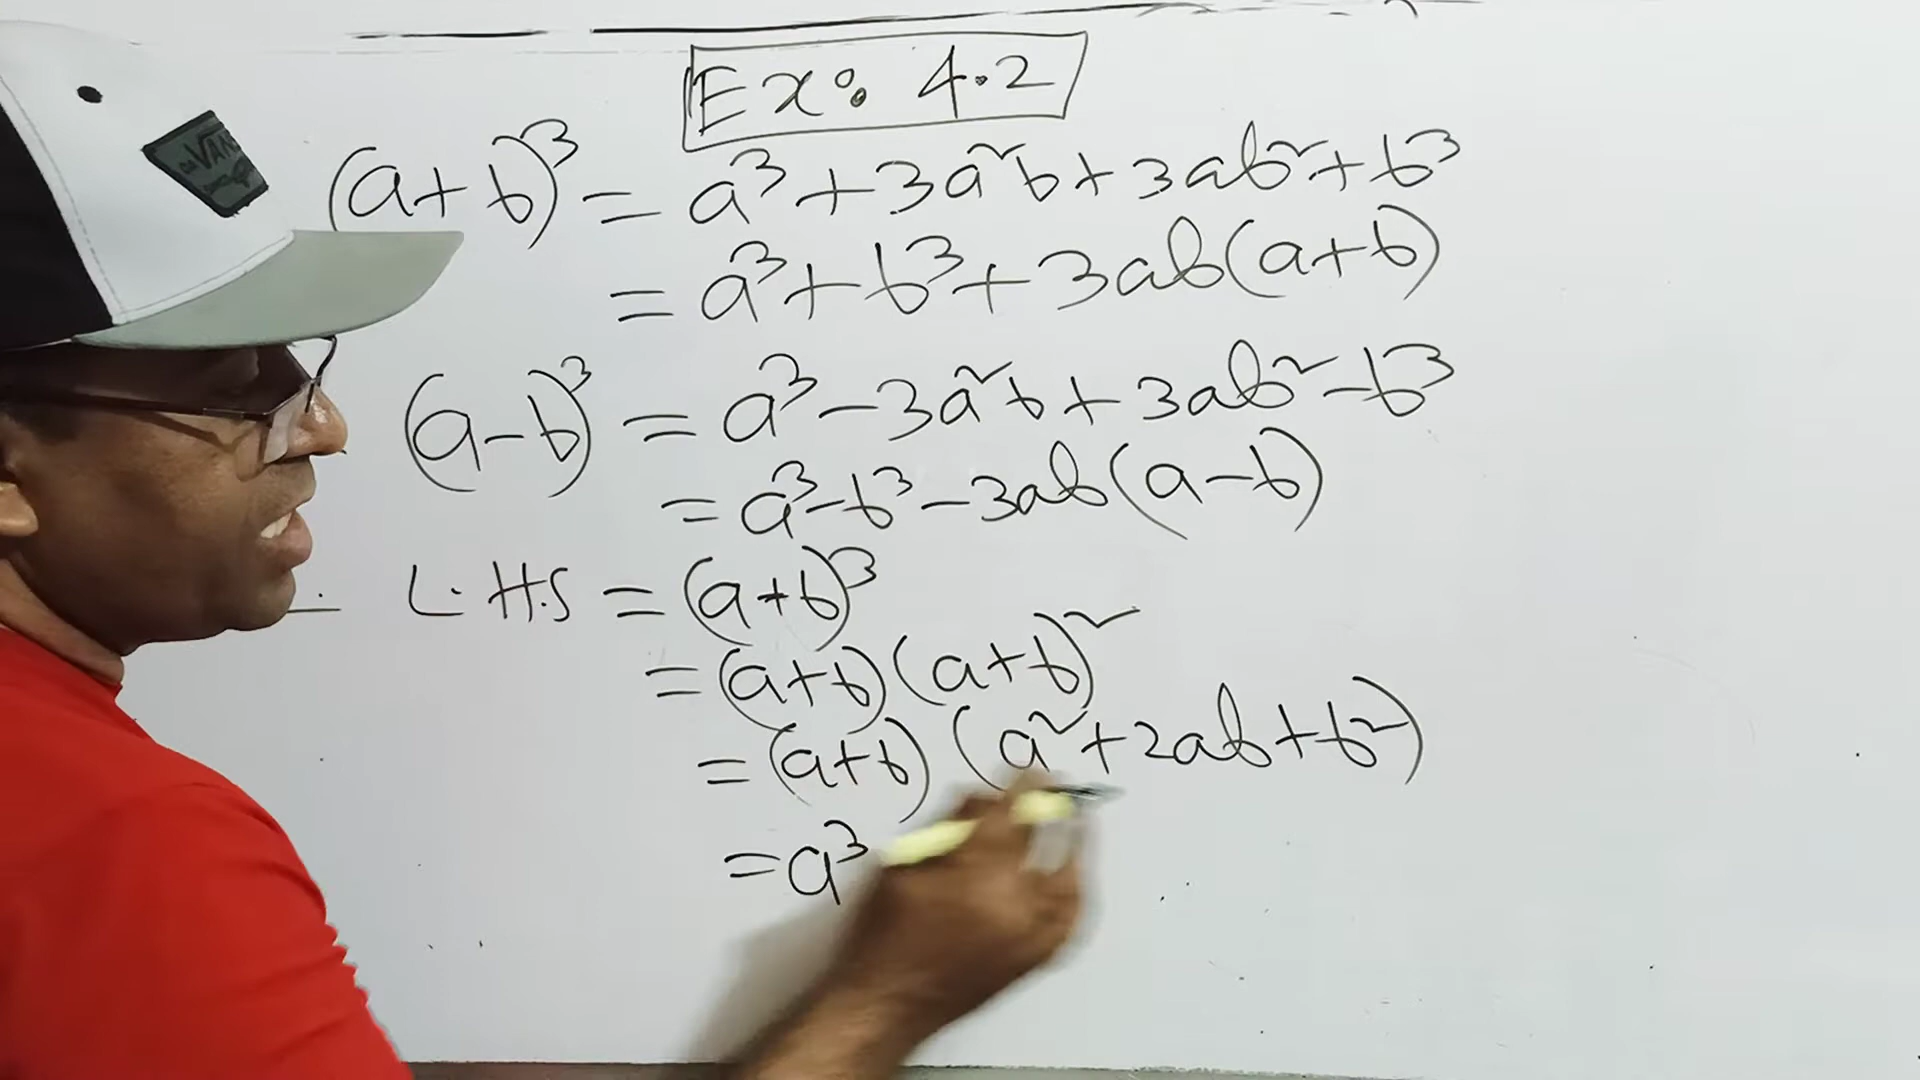 Ex: 4.2
(a+b)³ = a³+3a²b+3ab²+b³
= a³+b³+3ab(a+b)
(a-b)³ = a³-3a²b+3ab²-b³
= a³-b³-3ab(a-b)
L.H.S = (a+b)³
= (a+b)(a+b)²
= (a+b)(a²+2ab+b²)
= a³